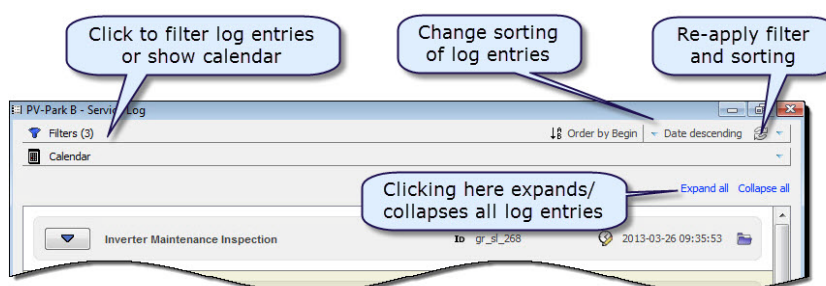 Click to filter log entries
or show calendar
Change sorting
of log entries
Re-apply filter
and sorting
PV-Park B - Service Log
Filters (3)
Order by Begin
Date descending
Calendar
Clicking here expands/
collapses all log entries
Expand all Collapse all
Inverter Maintenance Inspection ID gr_sl_268 2013-03-26 09:35:53